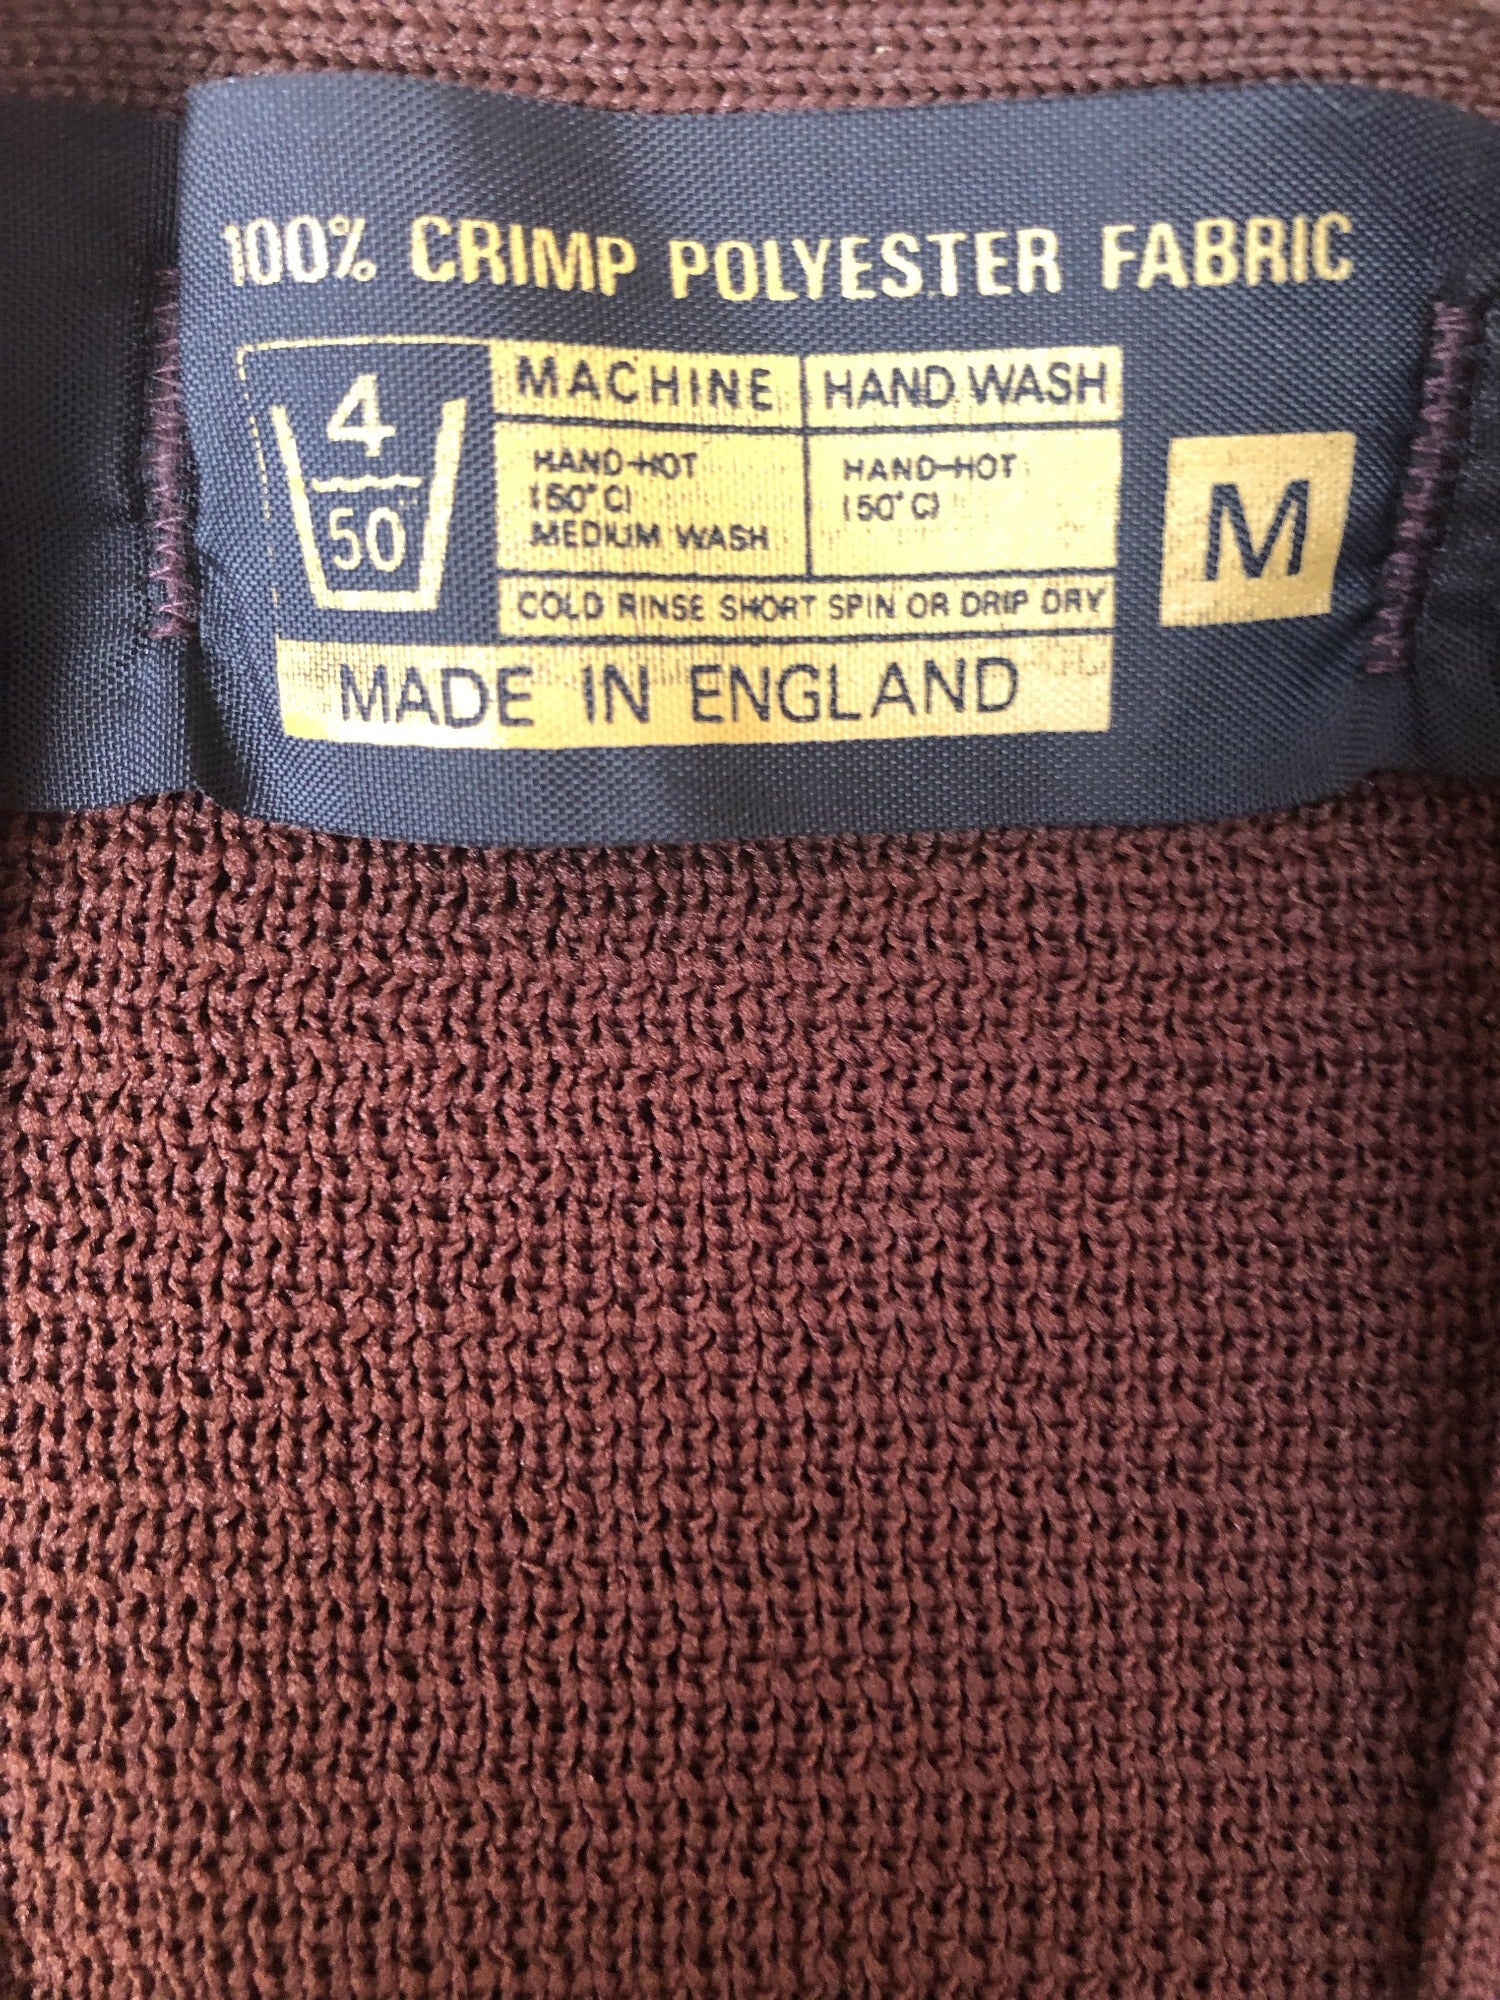 100% CRIMP POLYESTER FABRIC
4
50
MACHINE
HAND-HOT
(50°C)
MEDIUM WASH
HAND WASH
HAND-HOT
(50°C)
COLD RINSE SHORT SPIN OR DRIP DRY
MADE IN ENGLAND
M